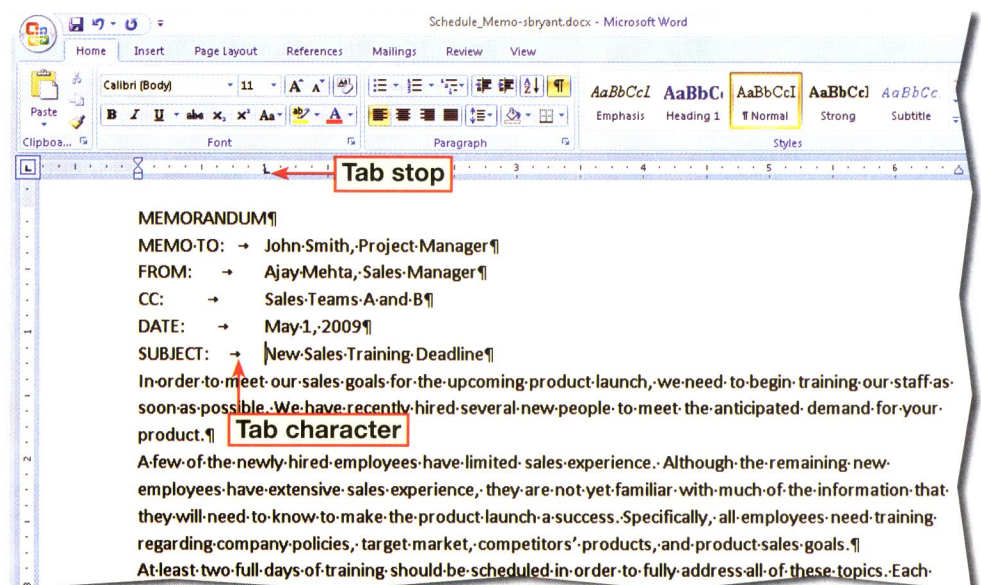 Schedule_Memo-sbryant.docx - Microsoft Word
Home Insert Page Layout References Mailings Review View
Calibri (Body) 11 A A Aa
AaBbCcI AaBbC AaBbCcI AaBbCcI AaBbCc
Paste B I U abc x, x² Aa A
Emphasis Heading 1 ¶ Normal Strong Subtitle
Clipboa... Font Paragraph Styles
L 1 Tab stop 3 4 5 6
MEMORANDUM¶
MEMO·TO: → John·Smith,·Project·Manager¶
FROM: → Ajay·Mehta,·Sales·Manager¶
CC: → Sales·Teams·A·and·B¶
DATE: → May·1,·2009¶
SUBJECT: → New·Sales·Training·Deadline¶
In·order·to·meet·our·sales·goals·for·the·upcoming·product·launch,·we·need·to·begin·training·our·staff·as·
soon·as·possible.·We·have·recently·hired·several·new·people·to·meet·the·anticipated·demand·for·your·
product.¶ Tab character
A·few·of·the·newly·hired·employees·have·limited·sales·experience.·Although·the·remaining·new·
employees·have·extensive·sales·experience,·they·are·not·yet·familiar·with·much·of·the·information·that·
they·will·need·to·know·to·make·the·product·launch·a·success.·Specifically,·all·employees·need·training·
regarding·company·policies,·target·market,·competitors'·products,·and·product·sales·goals.¶
At·least·two·full·days·of·training·should·be·scheduled·in·order·to·fully·address·all·of·these·topics.·Each·